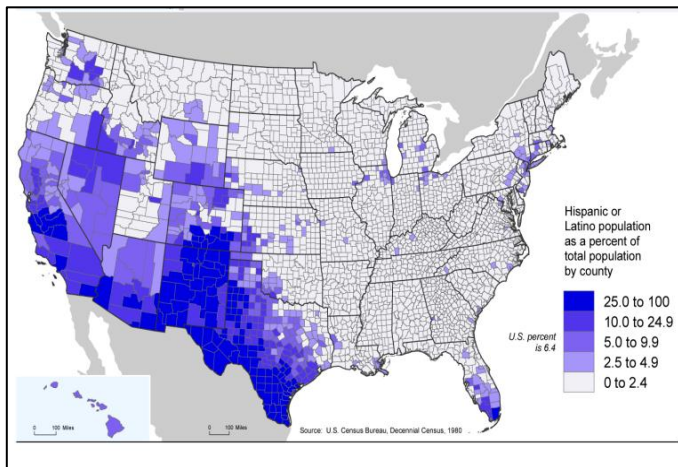 Hispanic or
Latino population
as a percent of
total population
by county
25.0 to 100
10.0 to 24.9
5.0 to 9.9
2.5 to 4.9
0 to 2.4
U.S. percent
is 6.4
0 100 Miles
0 100 Miles
Source: U.S. Census Bureau, Decennial Census, 1980